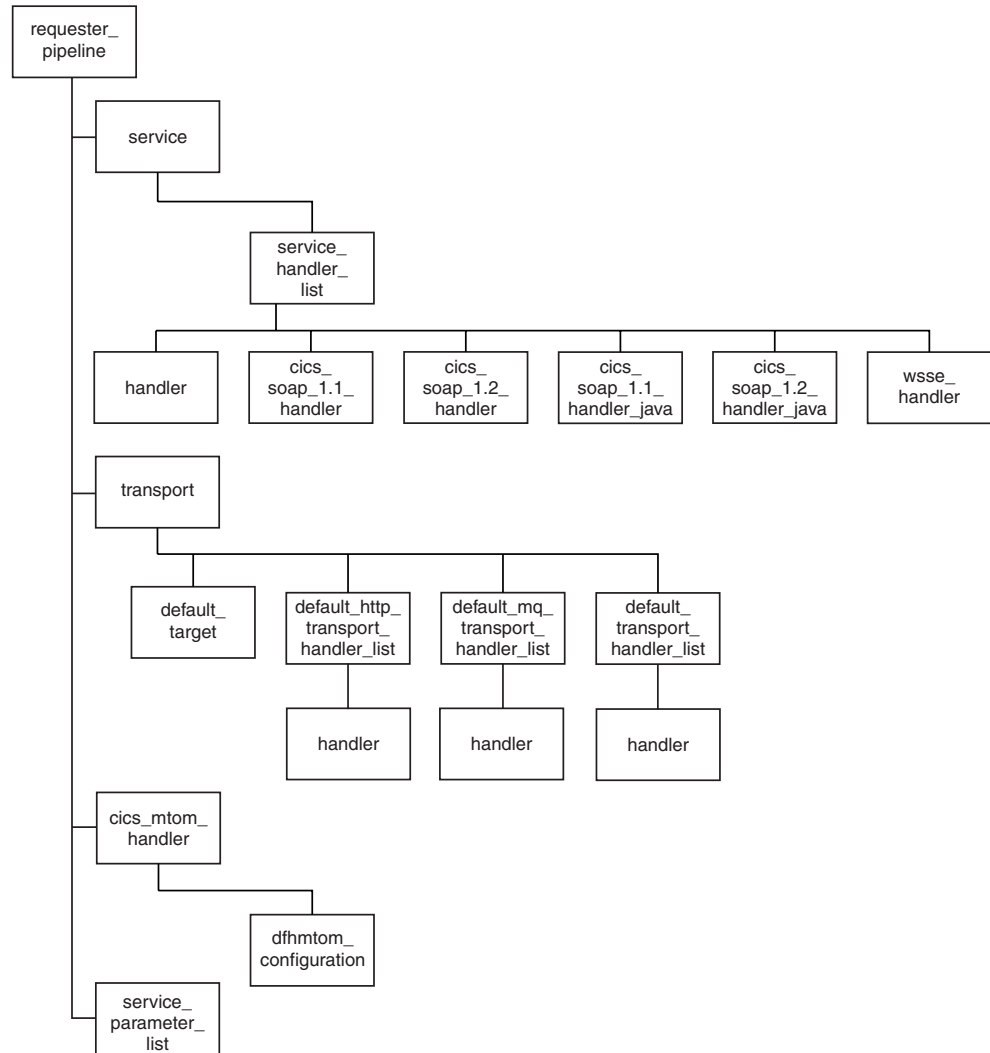 requester_
pipeline
service
service_
handler_
list
handler
cics_
soap_1.1_
handler
cics_
soap_1.2_
handler
cics_
soap_1.1_
handler_java
cics_
soap_1.2_
handler_java
wsse_
handler
transport
default_
target
default_http_
transport_
handler_list
default_mq_
transport_
handler_list
default_
transport_
handler_list
handler
handler
handler
cics_mtom_
handler
dfhmtom_
configuration
service_
parameter_
list